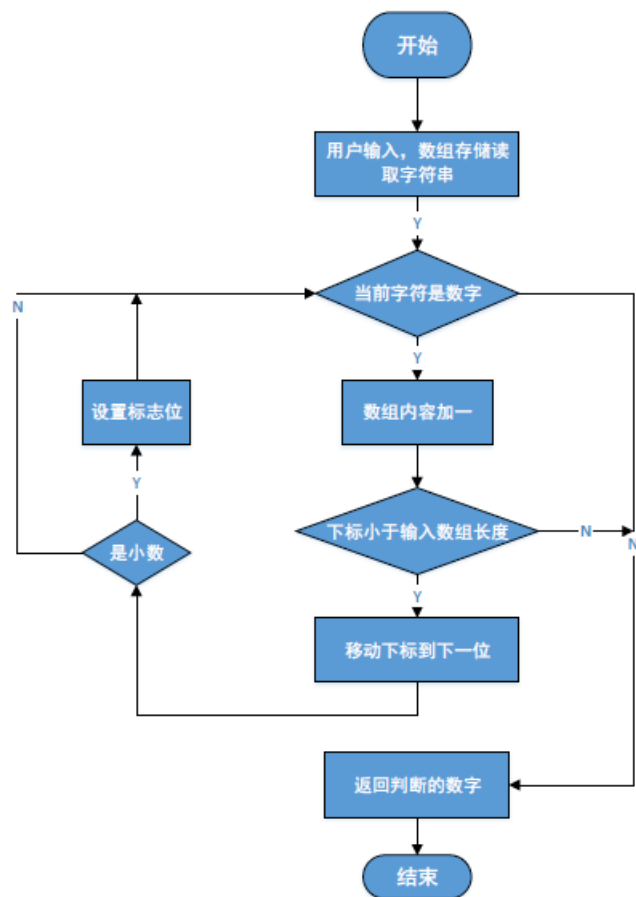 开始
用户输入，数组存储读
取字符串
Y
当前字符是数字
N
Y
设置标志位
数组内容加一
Y
下标小于输入数组长度
N
N
是小数
Y
移动下标到下一位
返回判断的数字
结束